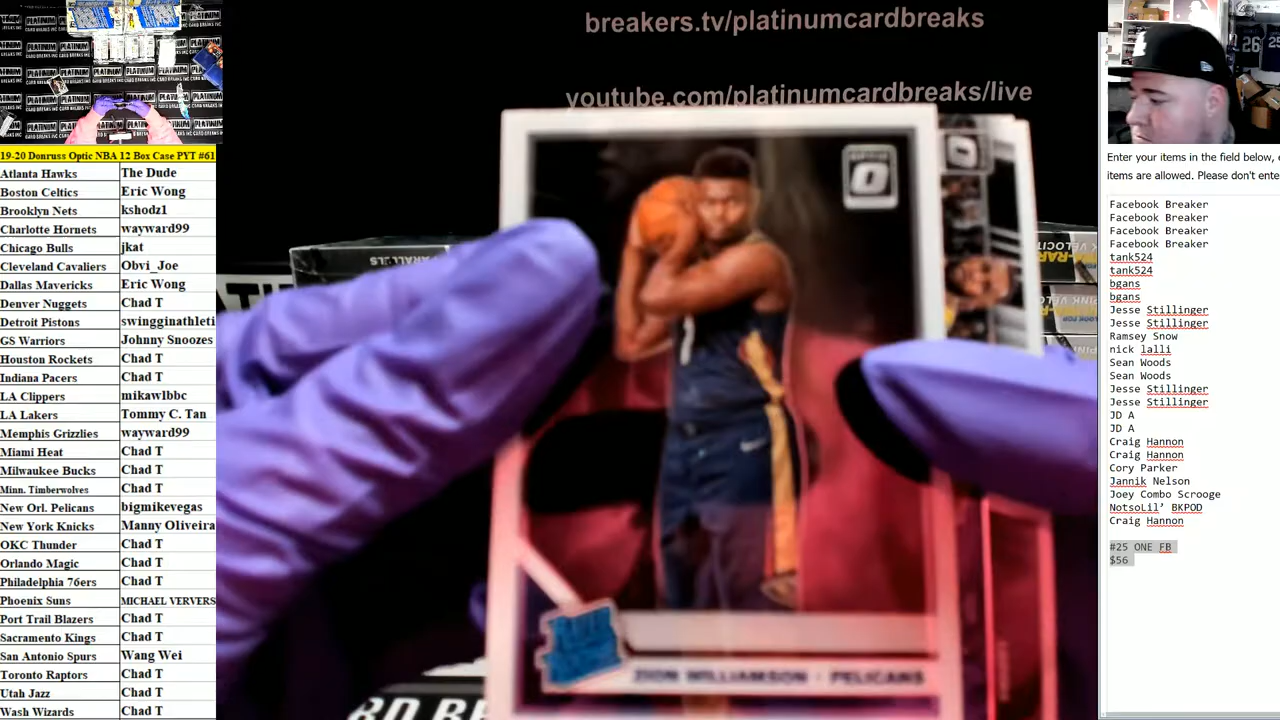 breakers.tv/platinumcardbreaks
youtube.com/platinumcardbreaks/live
19-20 Donruss Optic NBA 12 Box Case PYT #61
Atlanta Hawks The Dude
Boston Celtics Eric Wong
Brooklyn Nets kshodz1
Charlotte Hornets wayward99
Chicago Bulls jkat
Cleveland Cavaliers Obvi_Joe
Dallas Mavericks Eric Wong
Denver Nuggets Chad T
Detroit Pistons swingginathleti
GS Warriors Johnny Snoozes
Houston Rockets Chad T
Indiana Pacers Chad T
LA Clippers mikaw1bbc
LA Lakers Tommy C. Tan
Memphis Grizzlies wayward99
Miami Heat Chad T
Milwaukee Bucks Chad T
Minn. Timberwolves Chad T
New Orl. Pelicans bigmikevegas
New York Knicks Manny Oliveira
OKC Thunder Chad T
Orlando Magic Chad T
Philadelphia 76ers Chad T
Phoenix Suns MICHAEL VERVERS
Port Trail Blazers Chad T
Sacramento Kings Chad T
San Antonio Spurs Wang Wei
Toronto Raptors Chad T
Utah Jazz Chad T
Wash Wizards Chad T
ZION WILLIAMSON PELICANS
Enter your items in the field below,
items are allowed. Please don't ente
Facebook Breaker
Facebook Breaker
Facebook Breaker
Facebook Breaker
tank524
tank524
bgans
bgans
Jesse Stillinger
Jesse Stillinger
Ramsey Snow
nick lalli
Sean Woods
Sean Woods
Jesse Stillinger
Jesse Stillinger
JD A
JD A
Craig Hannon
Craig Hannon
Cory Parker
Jannik Nelson
Joey Combo Scrooge
NotsoLil' BKPOD
Craig Hannon
#25 ONE FB
$56